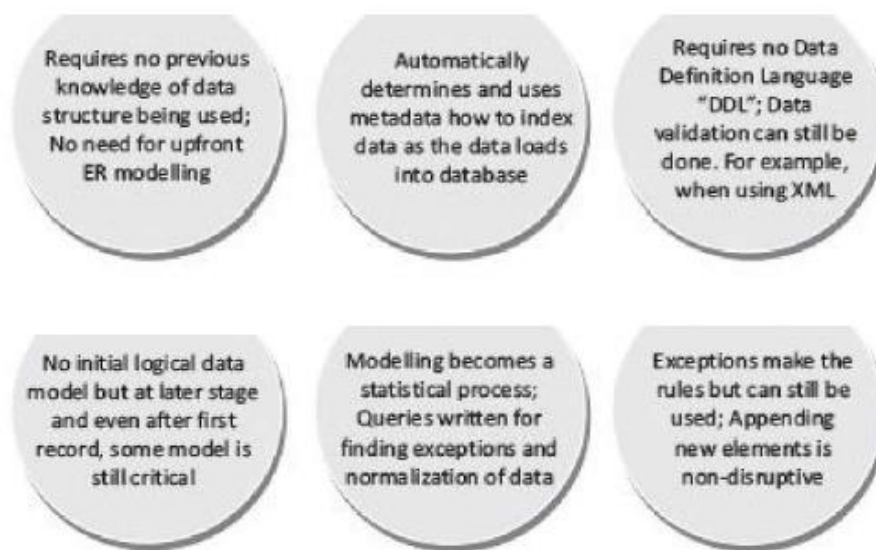 Requires no previous
knowledge of data
structure being used;
No need for upfront
ER modelling
Automatically
determines and uses
metadata how to index
data as the data loads
into database
Requires no Data
Definition Language
“DDL”; Data
validation can still be
done. For example,
when using XML
No initial logical data
model but at later stage
and even after first
record, some model is
still critical
Modelling becomes a
statistical process;
Queries written for
finding exceptions and
normalization of data
Exceptions make the
rules but can still be
used; Appending
new elements is
non-disruptive